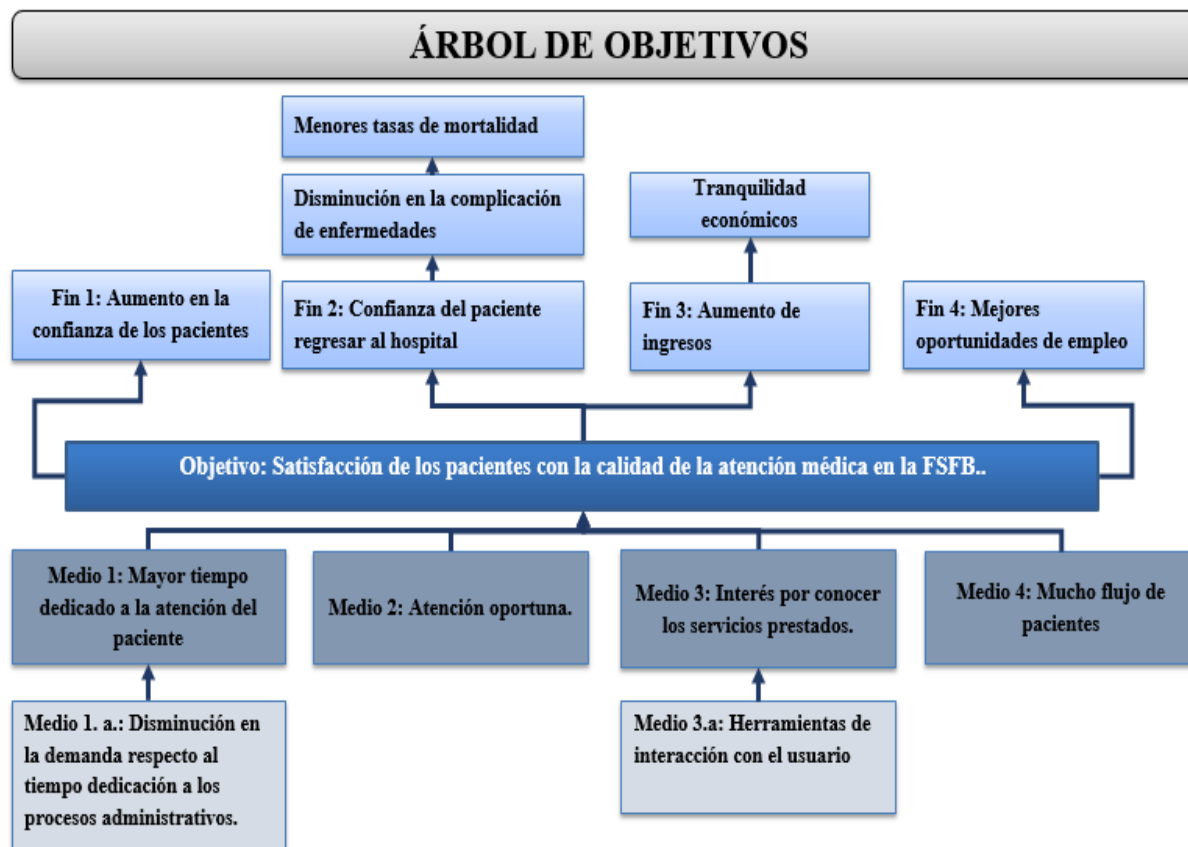 ÁRBOL DE OBJETIVOS
Menores tasas de mortalidad
Disminución en la complicación
de enfermedades
Tranquilidad
económicos
Fin 1: Aumento en la
confianza de los pacientes
Fin 2: Confianza del paciente
regresar al hospital
Fin 3: Aumento de
ingresos
Fin 4: Mejores
oportunidades de empleo
Objetivo: Satisfacción de los pacientes con la calidad de la atención médica en la FSFB..
Medio 1: Mayor tiempo
dedicado a la atención del
paciente
Medio 2: Atención oportuna.
Medio 3: Interés por conocer
los servicios prestados.
Medio 4: Mucho flujo de
pacientes
Medio 1. a.: Disminución en
la demanda respecto al
tiempo dedicación a los
procesos administrativos.
Medio 3.a: Herramientas de
interacción con el usuario